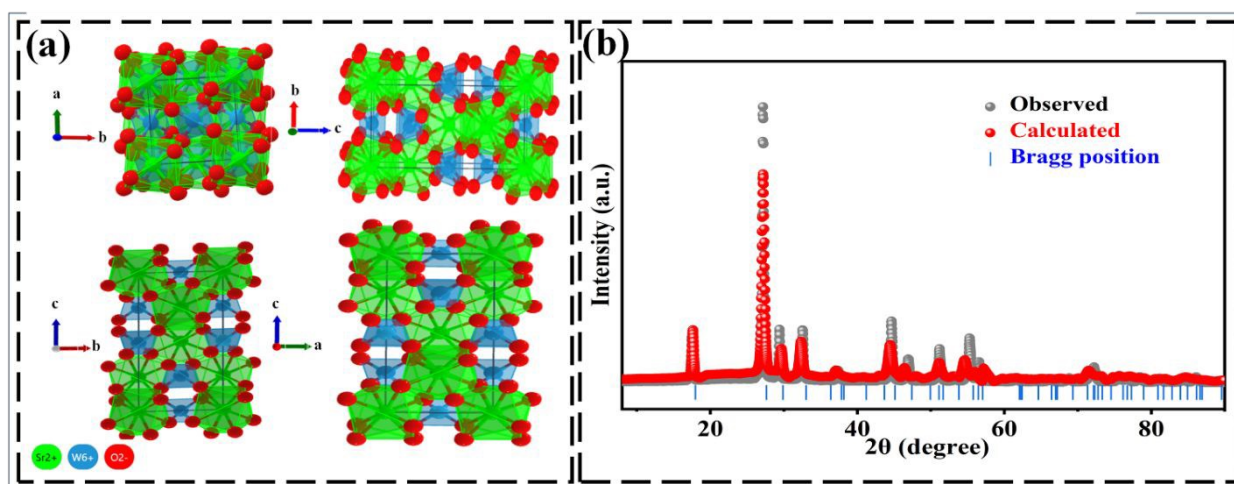 (a)
a
b
b
c
c
b
c
a
Sr2+ W6+ O2-
(b)
Observed
Calculated
Bragg position
Intensity (a.u.)
20 40 60 80
2θ (degree)